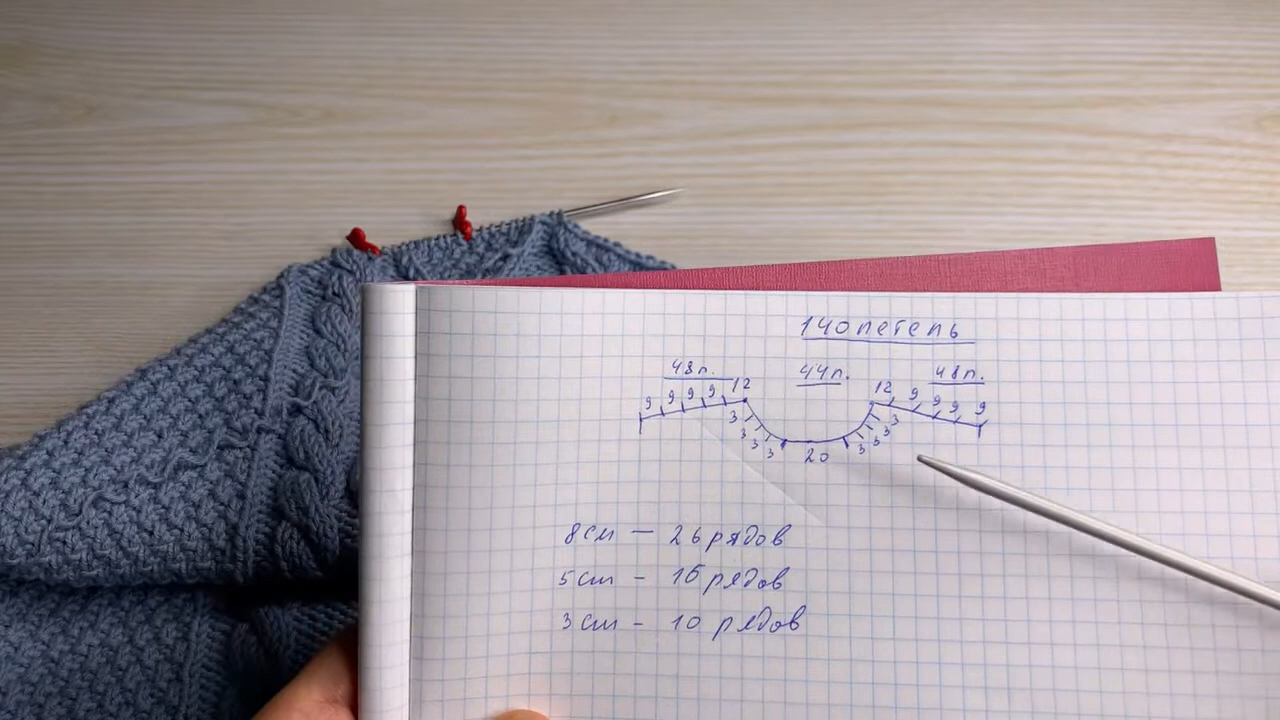 140 петель
48п. 44п. 48п.
9 9 9 9 12 12 9 9 9 9
3 3 3 3 20 3 3 3 3
8см – 26 рядов
5см – 16 рядов
3см – 10 рядов